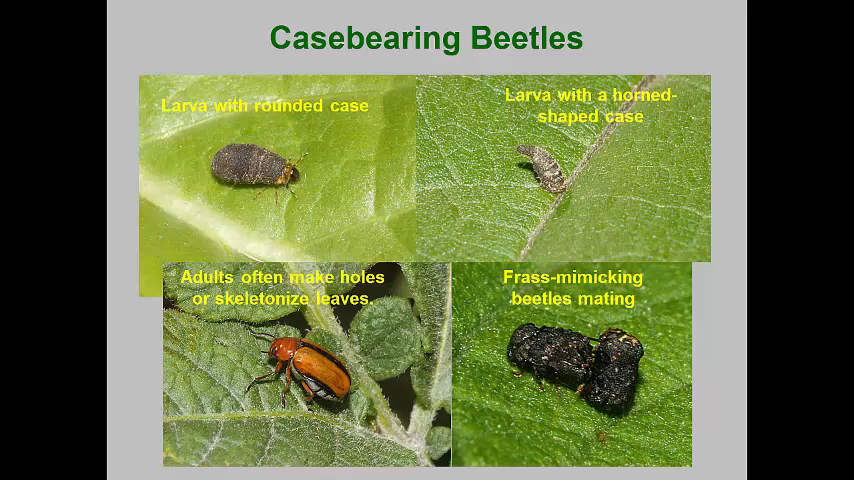 Casebearing Beetles
Larva with rounded case
Larva with a horned-
shaped case
Adults often make holes
or skeletonize leaves.
Frass-mimicking
beetles mating